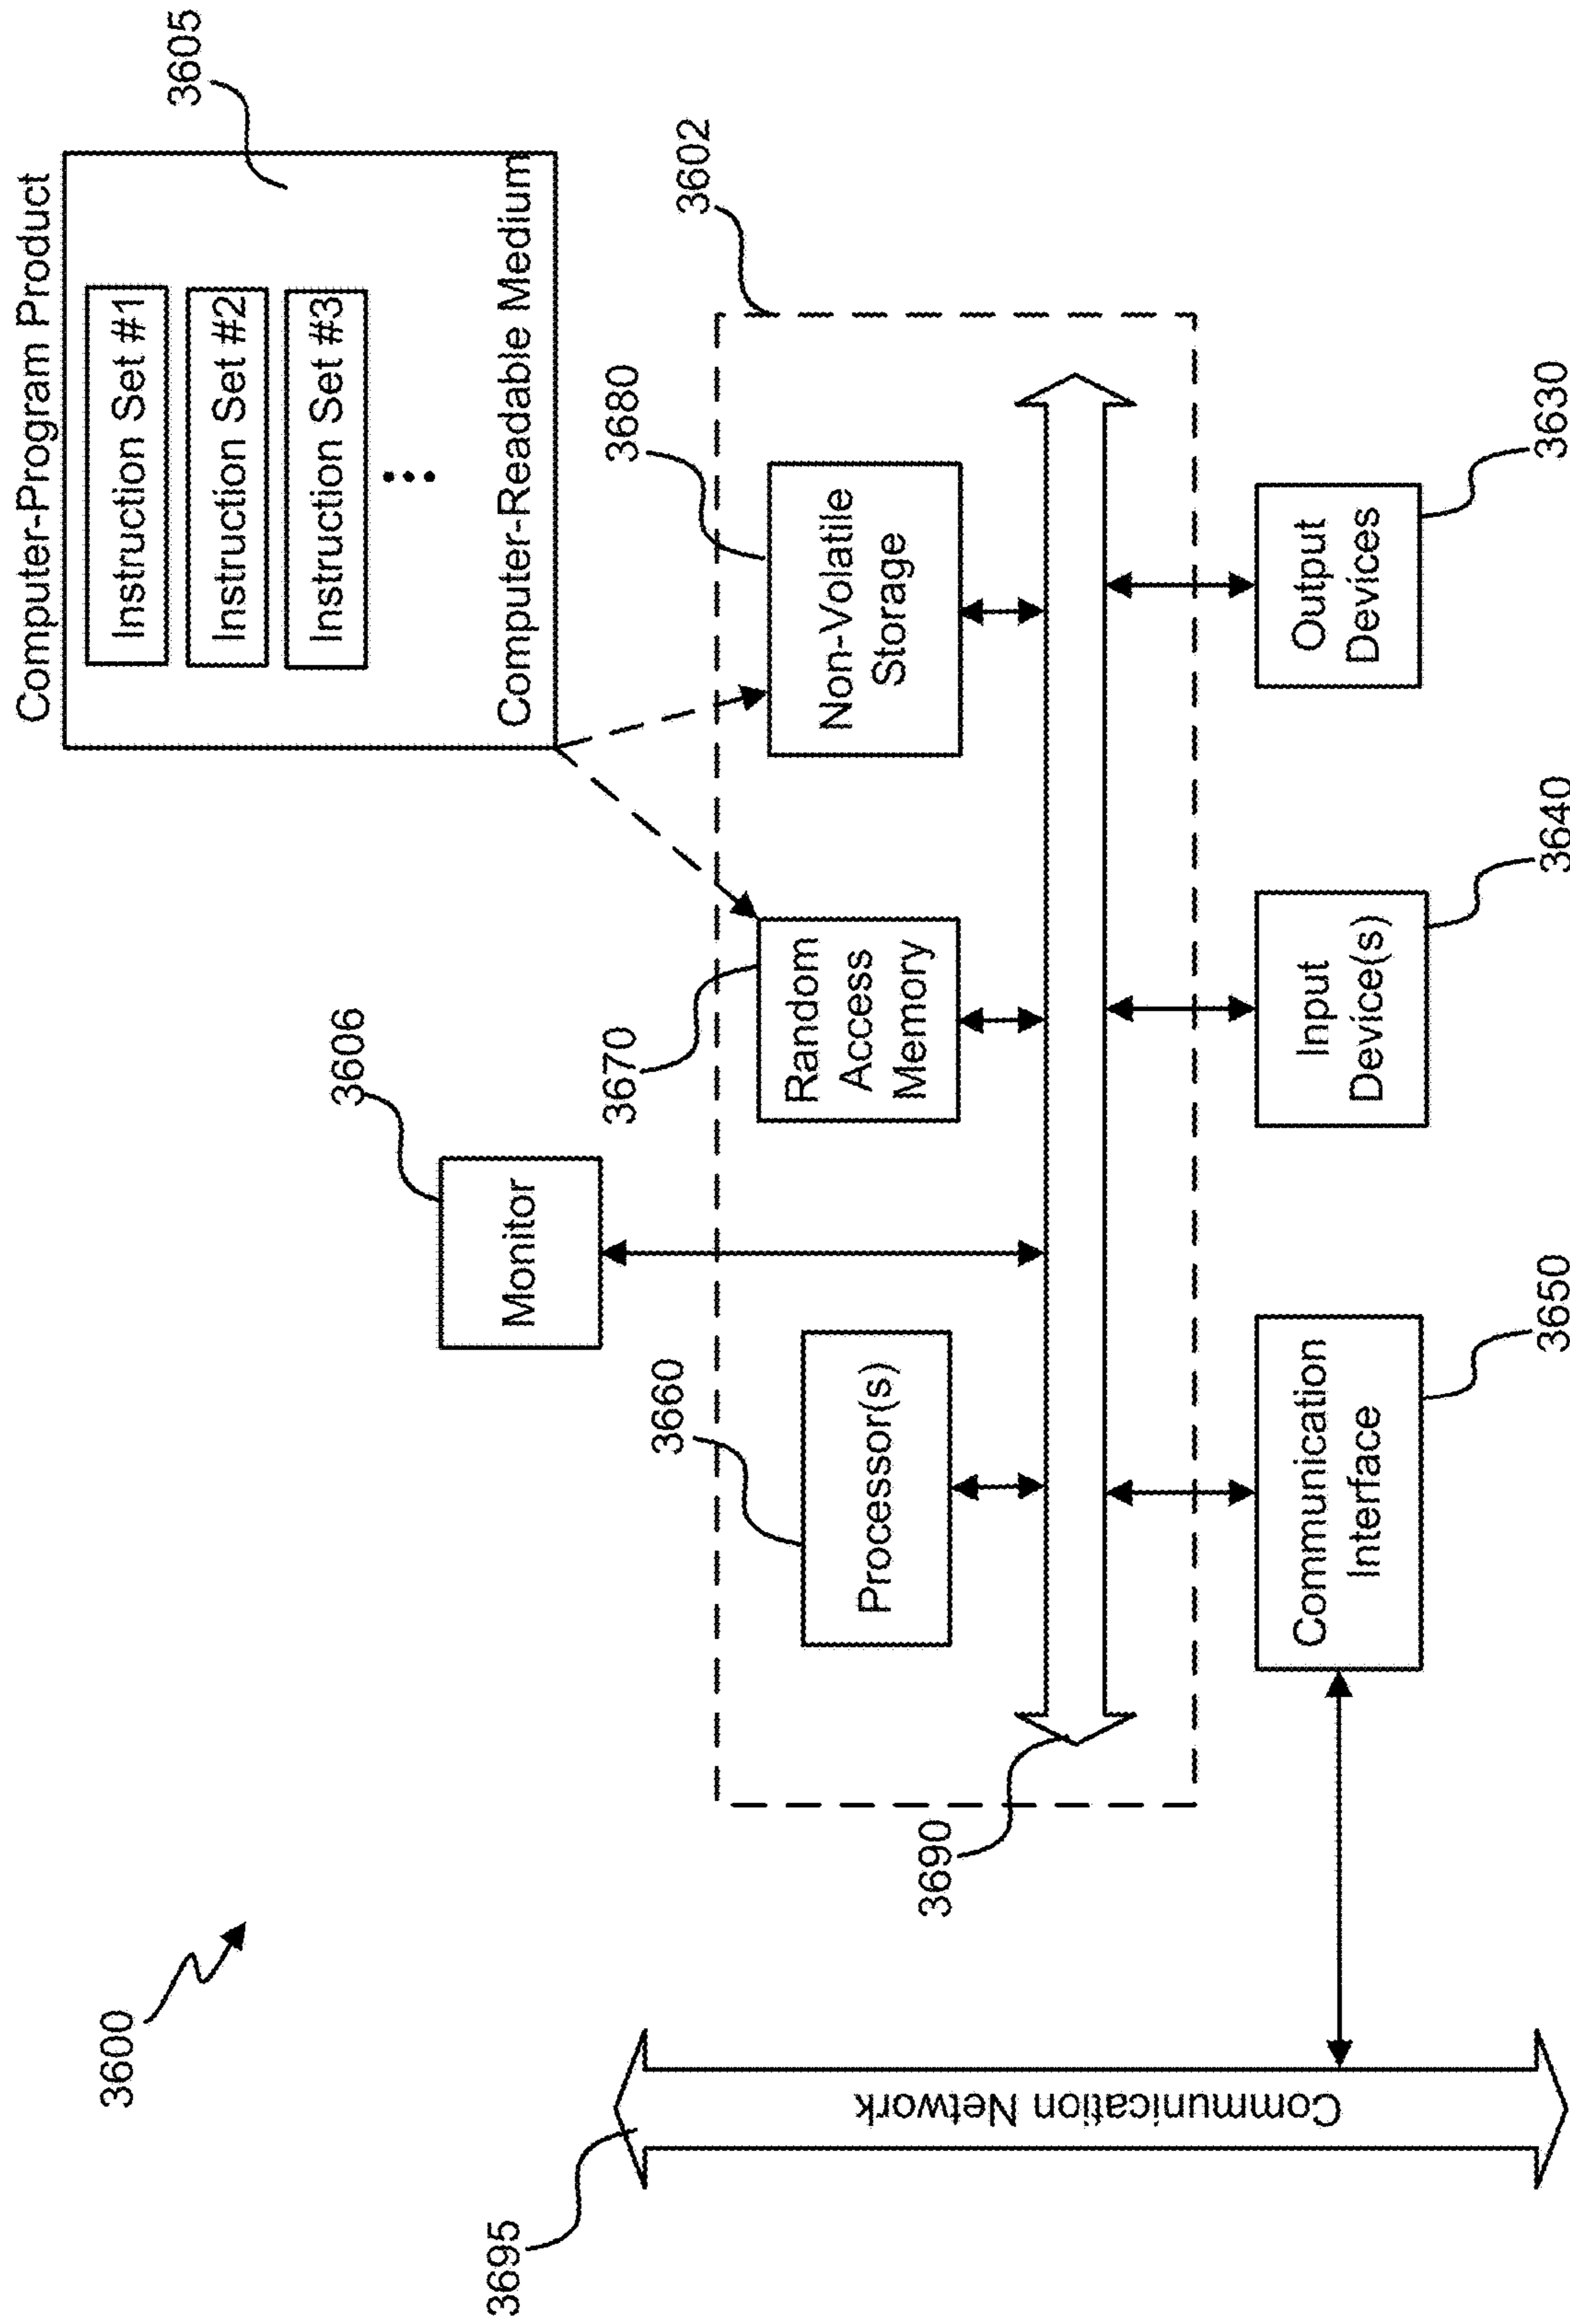 Computer-Program Product
3605
Instruction Set #1
Instruction Set #2
Instruction Set #3
Computer-Readable Medium
3600
3606
Monitor
3602
3660
3670
3680
Processor(s)
Random
Access
Memory
Non-Volatile
Storage
3690
3695
Communication Network
Communication
Interface
Input
Device(s)
Output
Devices
3650
3640
3630